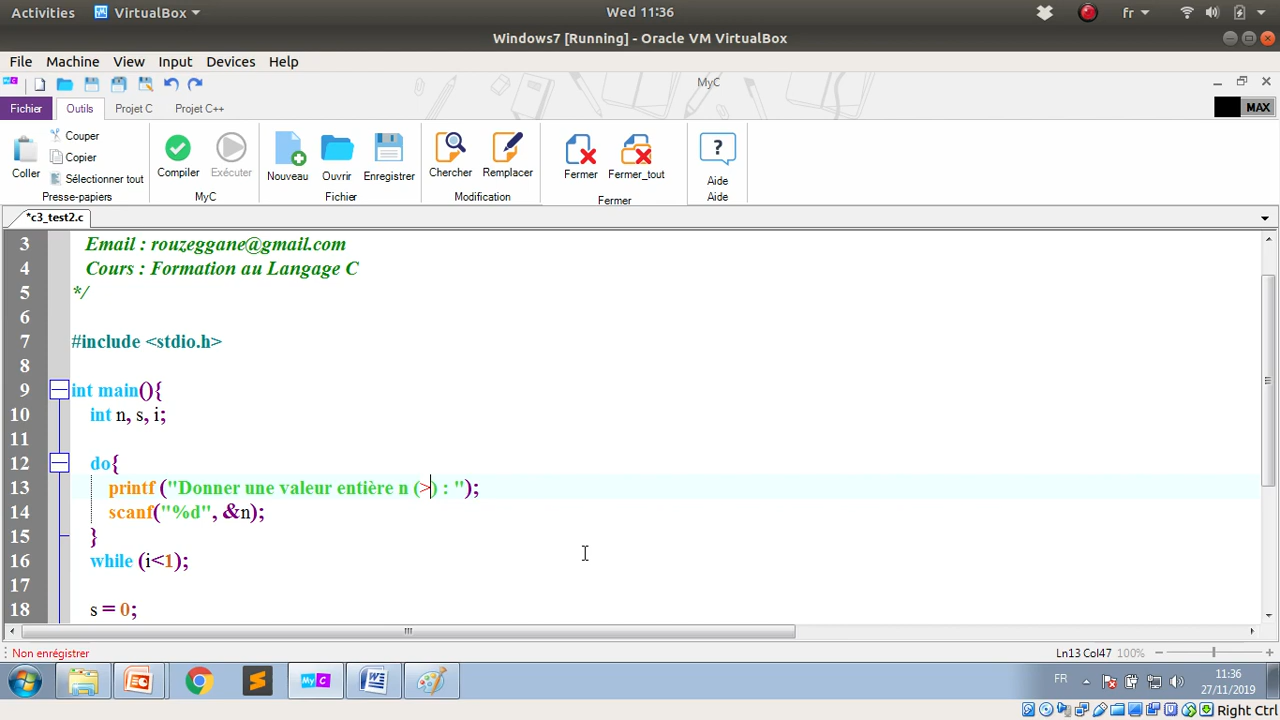 Activities VirtualBox Wed 11:36 fr
Windows7 [Running] - Oracle VM VirtualBox
File Machine View Input Devices Help
MyC
Fichier Outils Projet C Projet C++ MAX
Coller Couper Copier Sélectionner tout Presse-papiers
Compiler Exécuter MyC
Nouveau Ouvrir Enregistrer Fichier
Chercher Remplacer Modification
Fermer Fermer_tout Fermer
? Aide Aide
*c3_test2.c
3 Email : rouzeggane@gmail.com
4 Cours : Formation au Langage C
5 */
6
7 #include <stdio.h>
8
9 int main(){
10 int n, s, i;
11
12 do{
13 printf ("Donner une valeur entière n (>) : ");
14 scanf("%d", &n);
15 }
16 while (i<1);
17
18 s = 0;
Non enrégistrer Ln13 Col47 100%
MyC FR 11:36
27/11/2019
Right Ctrl